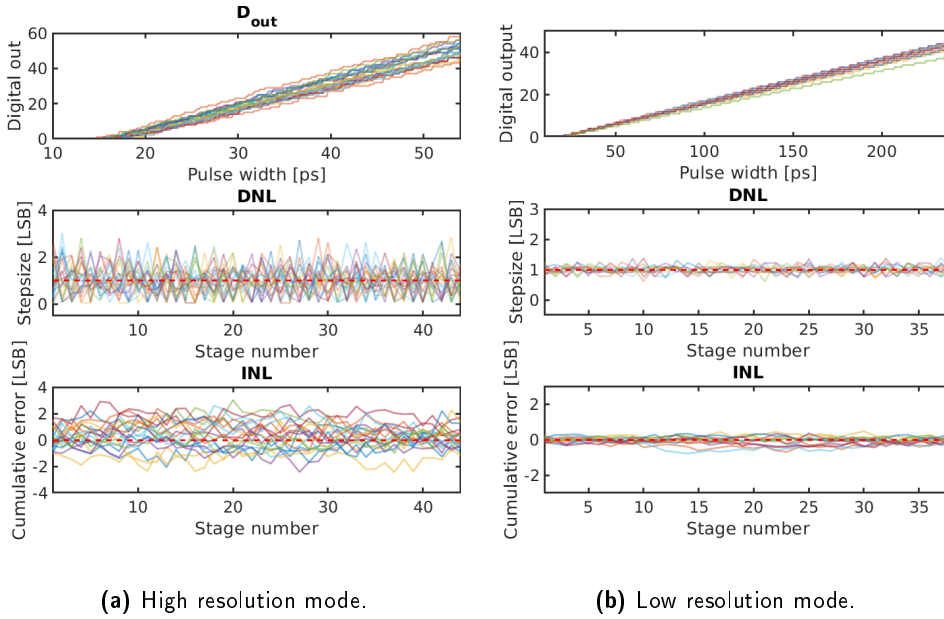 D_out
Digital out
60
40
20
0
10
20
30
40
50
Pulse width [ps]
DNL
Stepsize [LSB]
4
2
0
10
20
30
40
Stage number
INL
Cumulative error [LSB]
4
2
0
-2
-4
10
20
30
40
Stage number
(a) High resolution mode.
Digital output
40
20
0
50
100
150
200
Pulse width [ps]
DNL
Stepsize [LSB]
3
2
1
0
5
10
15
20
25
30
35
Stage number
INL
Cumulative error [LSB]
2
0
-2
5
10
15
20
25
30
35
Stage number
(b) Low resolution mode.